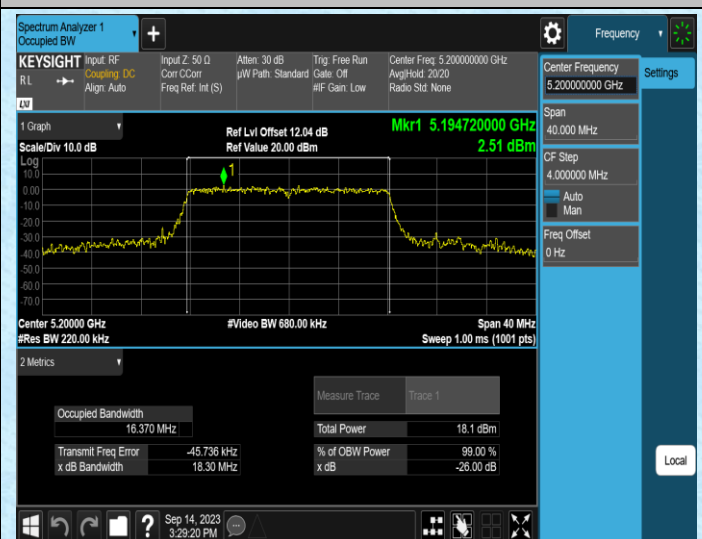 Spectrum Analyzer 1
Occupied BW
Frequency
KEYSIGHT
RL
Input: RF
Coupling: DC
Align: Auto
Input Z: 50 Ω
Corr CCorr
Freq Ref: Int (S)
Atten: 30 dB
µW Path: Standard
Trig: Free Run
Gate: Off
#IF Gain: Low
Center Freq: 5.200000000 GHz
Avg|Hold: 20/20
Radio Std: None
Center Frequency
5.200000000 GHz
Settings
Span
40.000 MHz
CF Step
4.000000 MHz
Auto
Man
Freq Offset
0 Hz
1 Graph
Scale/Div 10.0 dB
Ref Lvl Offset 12.04 dB
Ref Value 20.00 dBm
Mkr1 5.194720000 GHz
2.51 dBm
Log
1
10.0
0.00
-10.0
-20.0
-30.0
-40.0
-50.0
-60.0
-70.0
Center 5.20000 GHz
#Res BW 220.00 kHz
#Video BW 680.00 kHz
Span 40 MHz
Sweep 1.00 ms (1001 pts)
2 Metrics
Measure Trace
Trace 1
Occupied Bandwidth
16.370 MHz
Total Power
18.1 dBm
Transmit Freq Error
-45.736 kHz
% of OBW Power
99.00 %
x dB Bandwidth
18.30 MHz
x dB
-26.00 dB
Local
?
Sep 14, 2023
3:29:20 PM